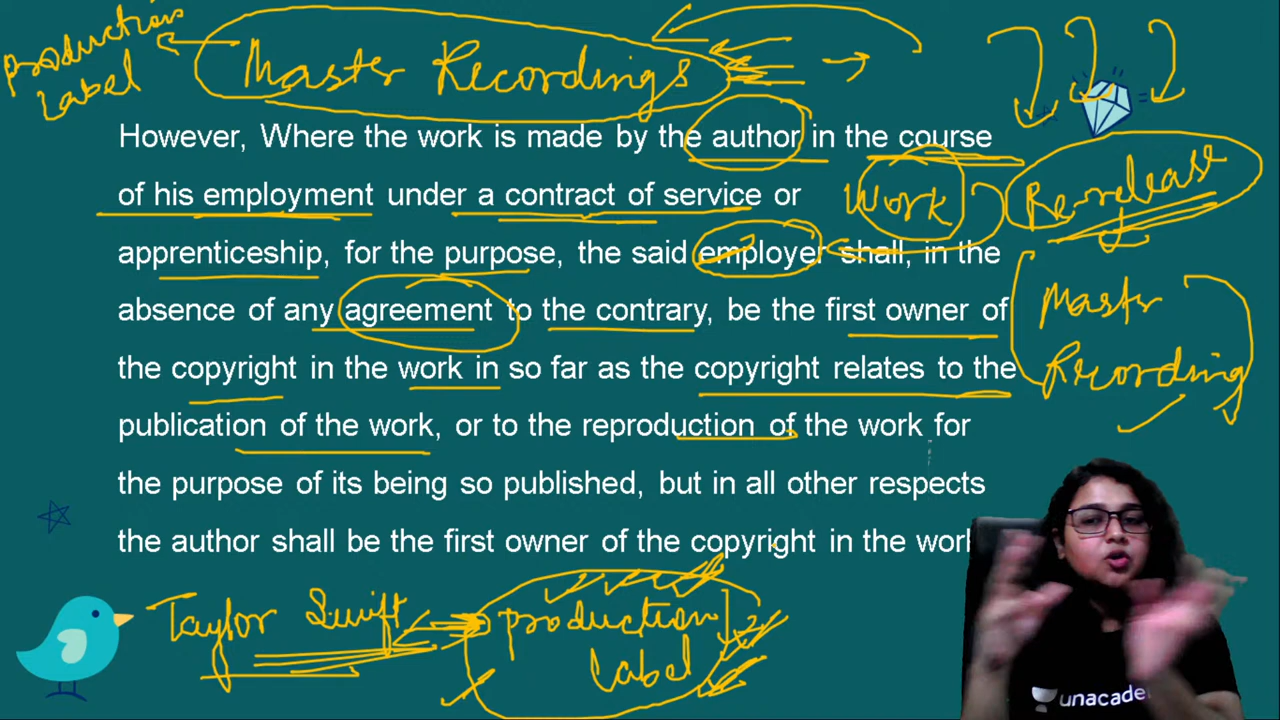 Production
Label
Master Recordings
However, Where the work is made by the author in the course
of his employment under a contract of service or
apprenticeship, for the purpose, the said employer shall, in the
absence of any agreement to the contrary, be the first owner of
the copyright in the work in so far as the copyright relates to the
publication of the work, or to the reproduction of the work for
the purpose of its being so published, but in all other respects
the author shall be the first owner of the copyright in the work
Work
Re-release
Master
Recording
Taylor Swift
production
label
unacademy